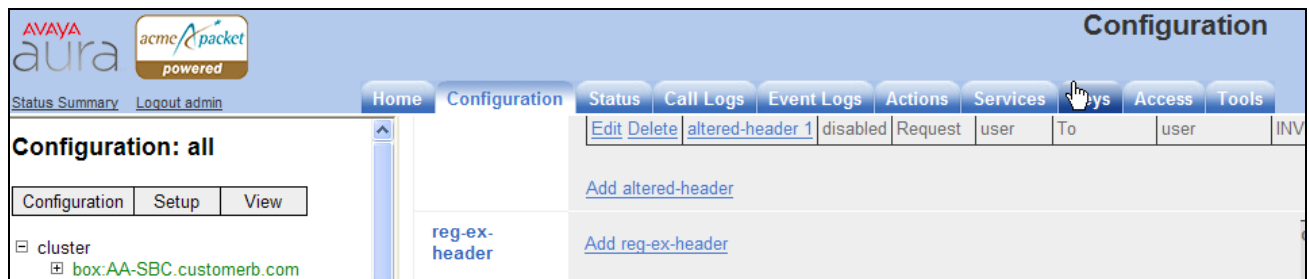 AVAYA
aura
acme packet
powered
Configuration
Status Summary Logout admin
Home Configuration Status Call Logs Event Logs Actions Services Access Tools
Configuration: all
Configuration Setup View
cluster
box:AA-SBC.customerb.com
Edit Delete altered-header 1 disabled Request user To user INV
Add altered-header
reg-ex-
header
Add reg-ex-header